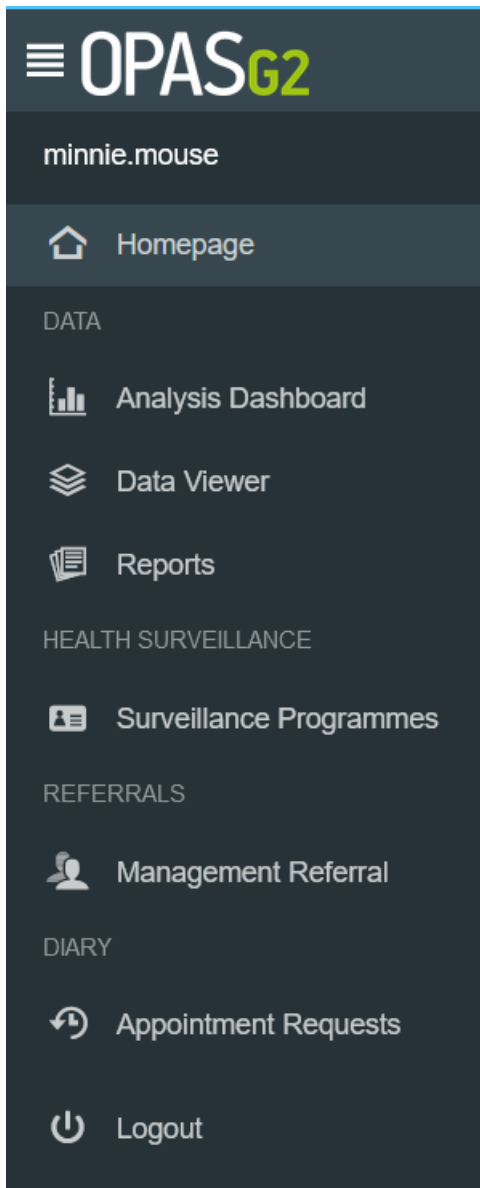 OPASG2
minnie.mouse
Homepage
DATA
Analysis Dashboard
Data Viewer
Reports
HEALTH SURVEILLANCE
Surveillance Programmes
REFERRALS
Management Referral
DIARY
Appointment Requests
Logout